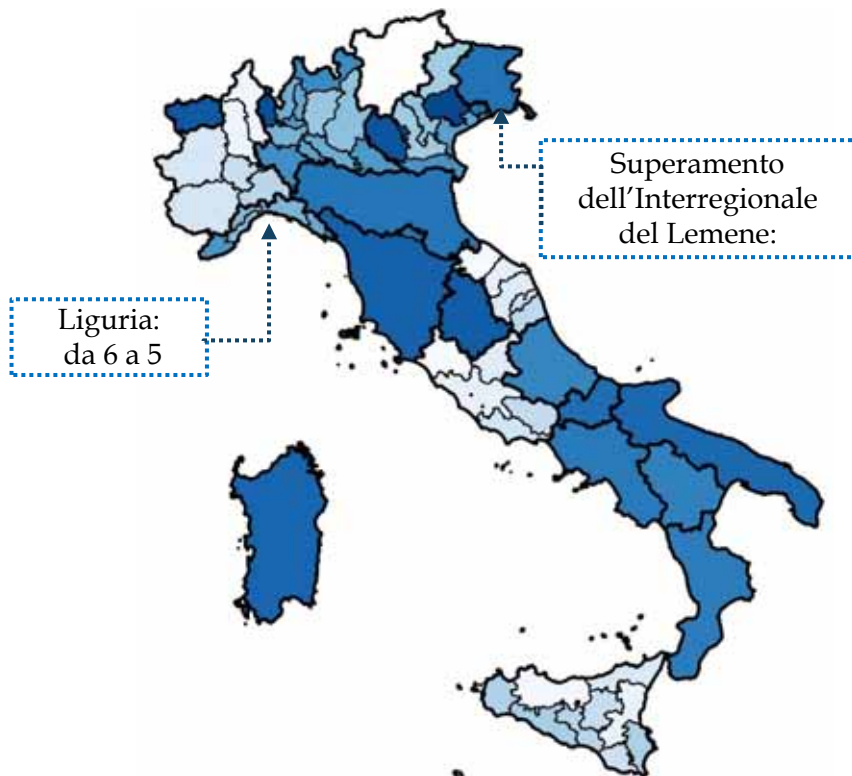 Superamento
dell'Interregionale
del Lemene:
Liguria:
da 6 a 5